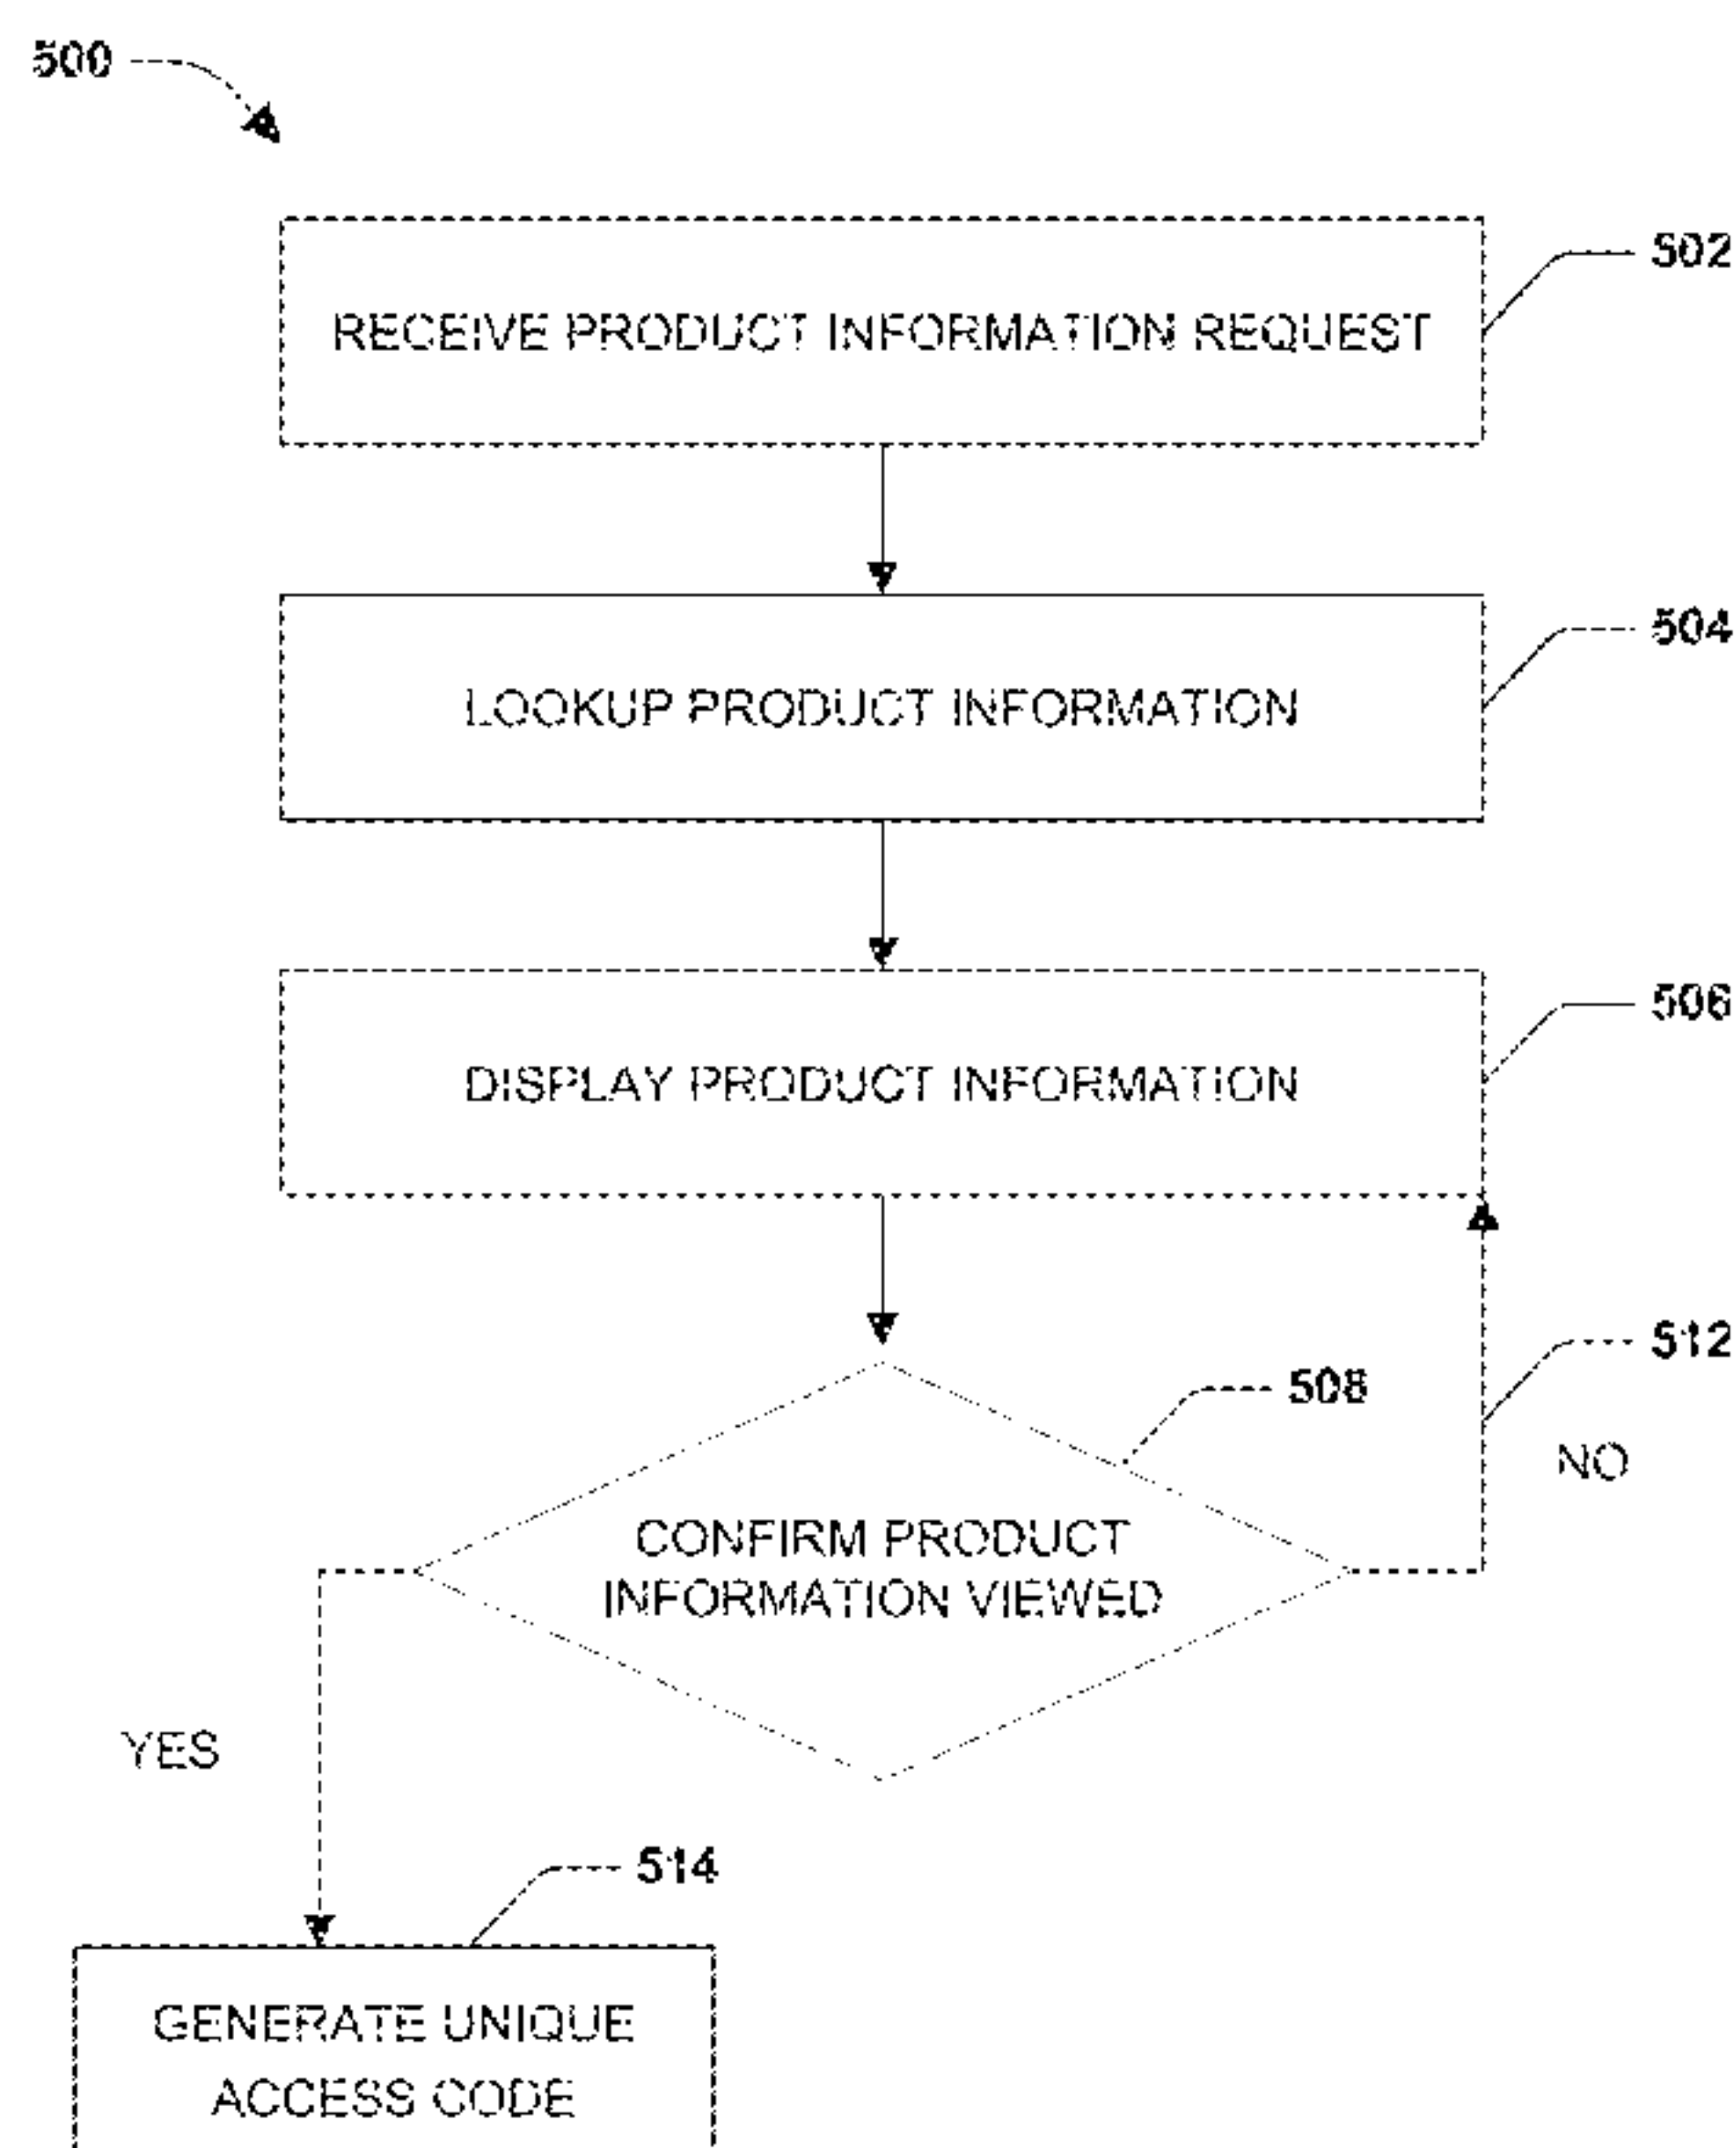 500
502
RECEIVE PRODUCT INFORMATION REQUEST
504
LOOKUP PRODUCT INFORMATION
506
DISPLAY PRODUCT INFORMATION
512
508
NO
CONFIRM PRODUCT
INFORMATION VIEWED
YES
514
GENERATE UNIQUE
ACCESS CODE